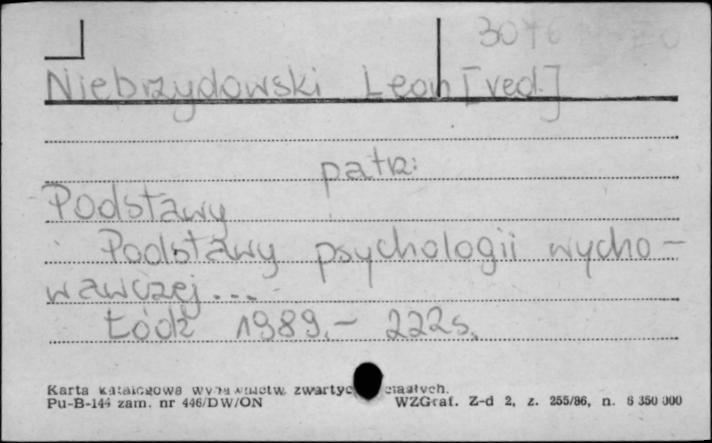 Niebrzydowski Leon [red.]
patrz:
Podstawy
Podstawy psychologii wycho-
wawczej...
Łódź 1989.- 222s.
Karta katalogowa wydawnictw zwartych ciągłych.
Pu-B-144 zam. nr 446/DW/ON WZGraf. Z-d 2, z. 255/86, n. 6 350 000